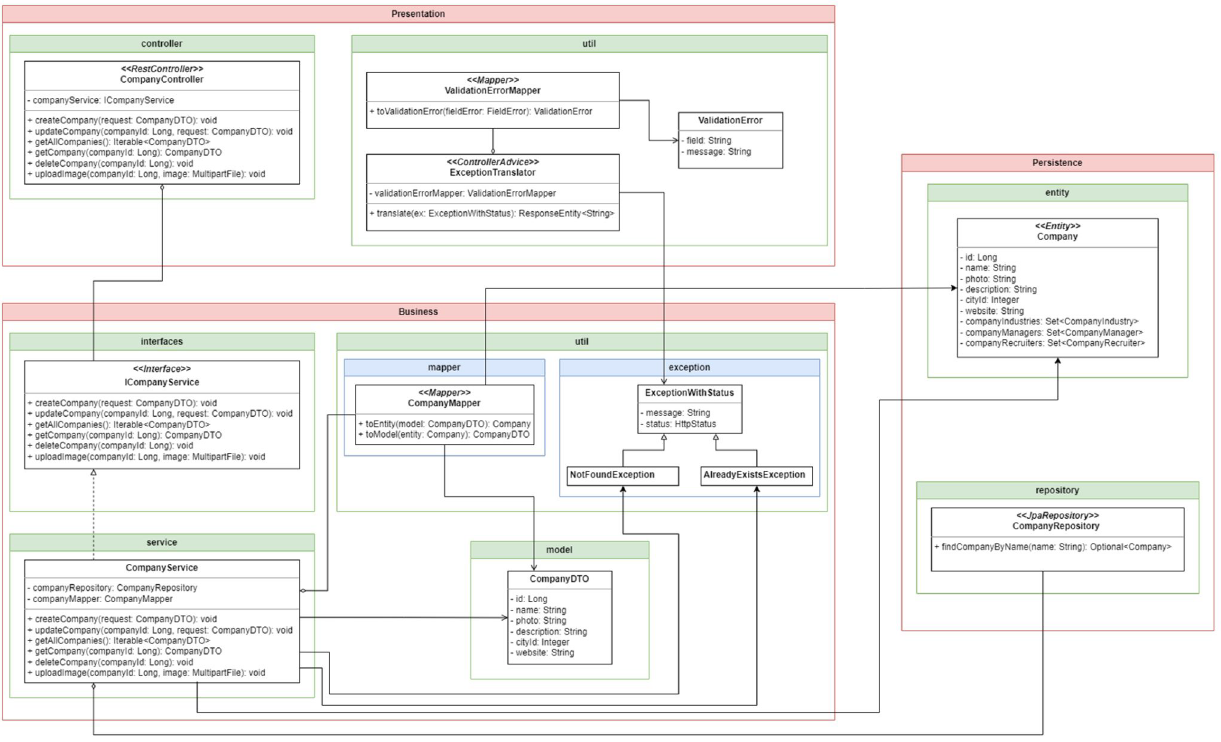 Presentation
controller
<<RestController>>
CompanyController
- companyService: ICompanyService
+ createCompany(request: CompanyDTO): void
+ updateCompany(companyId: Long, request: CompanyDTO): void
+ getAllCompanies(): Iterable<CompanyDTO>
+ getCompany(companyId: Long): CompanyDTO
+ deleteCompany(companyId: Long): void
+ uploadImage(companyId: Long, image: MultipartFile): void
util
<<Mapper>>
ValidationErrorMapper
+ toValidationError(fieldError: FieldError): ValidationError
ValidationError
- field: String
- message: String
<<ControllerAdvice>>
ExceptionTranslator
- validationErrorMapper: ValidationErrorMapper
+ translate(ex: ExceptionWithStatus): ResponseEntity<String>
Persistence
entity
<<Entity>>
Company
- id: Long
- name: String
- photo: String
- description: String
- cityId: Integer
- website: String
- companyIndustries: Set<CompanyIndustry>
- companyManagers: Set<CompanyManager>
- companyRecruiters: Set<CompanyRecruiter>
repository
<<JpaRepository>>
CompanyRepository
+ findCompanyByName(name: String): Optional<Company>
Business
interfaces
<<Interface>>
ICompanyService
+ createCompany(request: CompanyDTO): void
+ updateCompany(companyId: Long, request: CompanyDTO): void
+ getAllCompanies(): Iterable<CompanyDTO>
+ getCompany(companyId: Long): CompanyDTO
+ deleteCompany(companyId: Long): void
+ uploadImage(companyId: Long, image: MultipartFile): void
util
mapper
<<Mapper>>
CompanyMapper
+ toEntity(model: CompanyDTO): Company
+ toModel(entity: Company): CompanyDTO
exception
ExceptionWithStatus
- message: String
- status: HttpStatus
NotFoundException
AlreadyExistsException
service
CompanyService
- companyRepository: CompanyRepository
- companyMapper: CompanyMapper
+ createCompany(request: CompanyDTO): void
+ updateCompany(companyId: Long, request: CompanyDTO): void
+ getAllCompanies(): Iterable<CompanyDTO>
+ getCompany(companyId: Long): CompanyDTO
+ deleteCompany(companyId: Long): void
+ uploadImage(companyId: Long, image: MultipartFile): void
model
CompanyDTO
- id: Long
- name: String
- photo: String
- description: String
- cityId: Integer
- website: String